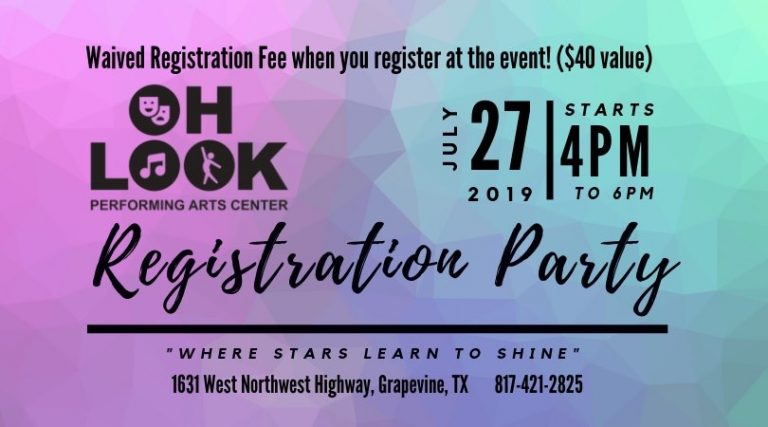 Waived Registration Fee when you register at the event! ($40 value)
OH
LOOK
PERFORMING ARTS CENTER
JULY
27
2019
STARTS
4PM
TO 6PM
Registration Party
"WHERE STARS LEARN TO SHINE"
1631 West Northwest Highway, Grapevine, TX 817-421-2825